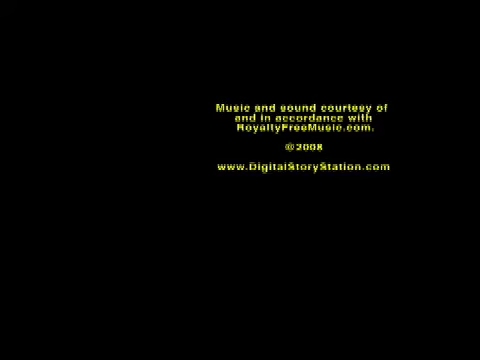 Music and sound courtesy of
and in accordance with
RoyaltyFreeMusic.com.
©2008
www.DigitalStoryStation.com